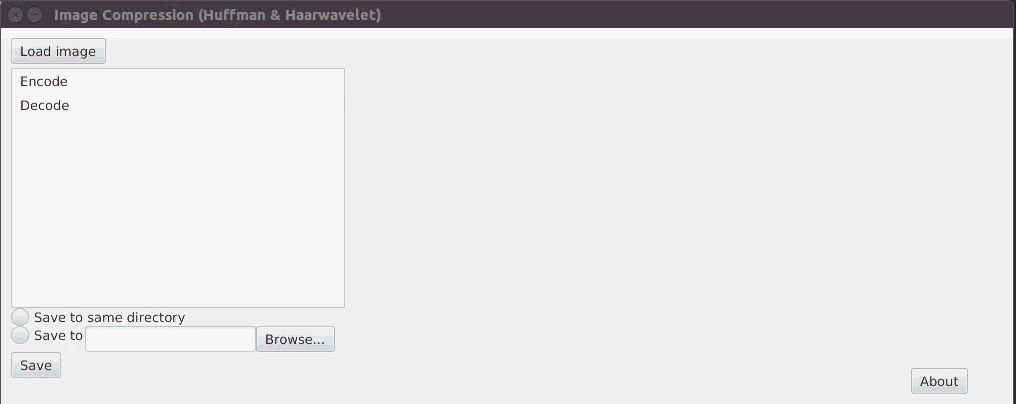 Image Compression (Huffman & Haarwavelet)
Load image
Encode
Decode
Save to same directory
Save to Browse...
Save
About